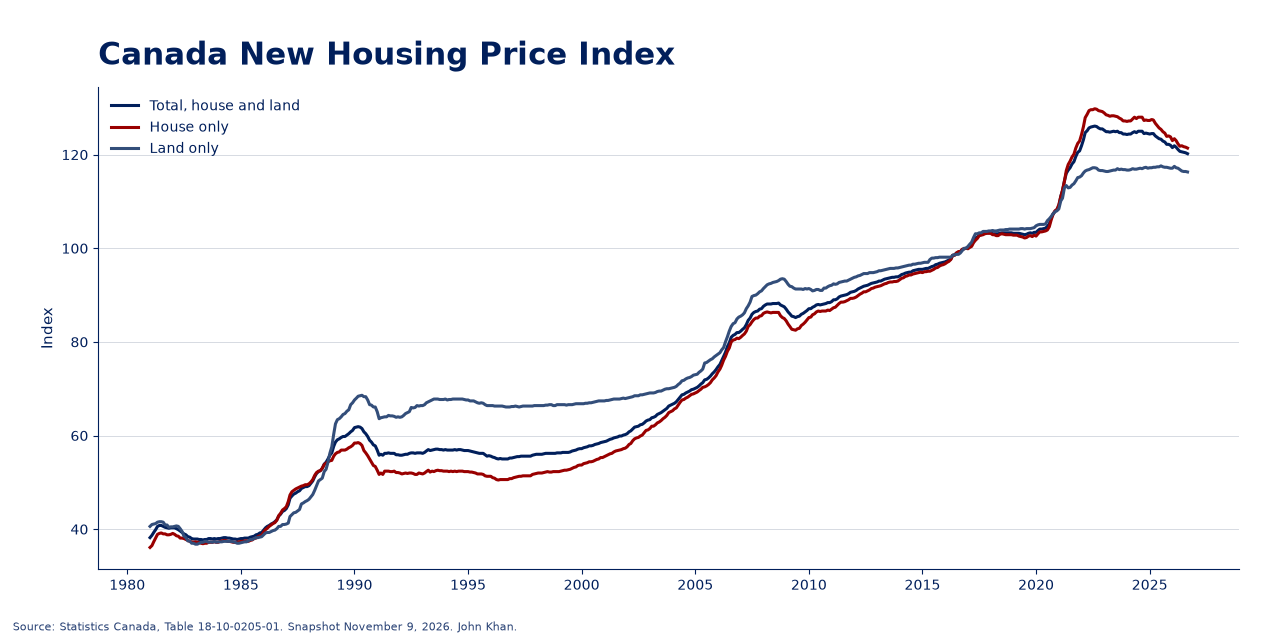 Canada New Housing Price Index
Total, house and land
House only
Land only
120
100
80
60
40
Index
1980 1985 1990 1995 2000 2005 2010 2015 2020 2025
Source: Statistics Canada, Table 18-10-0205-01. Snapshot November 9, 2026. John Khan.